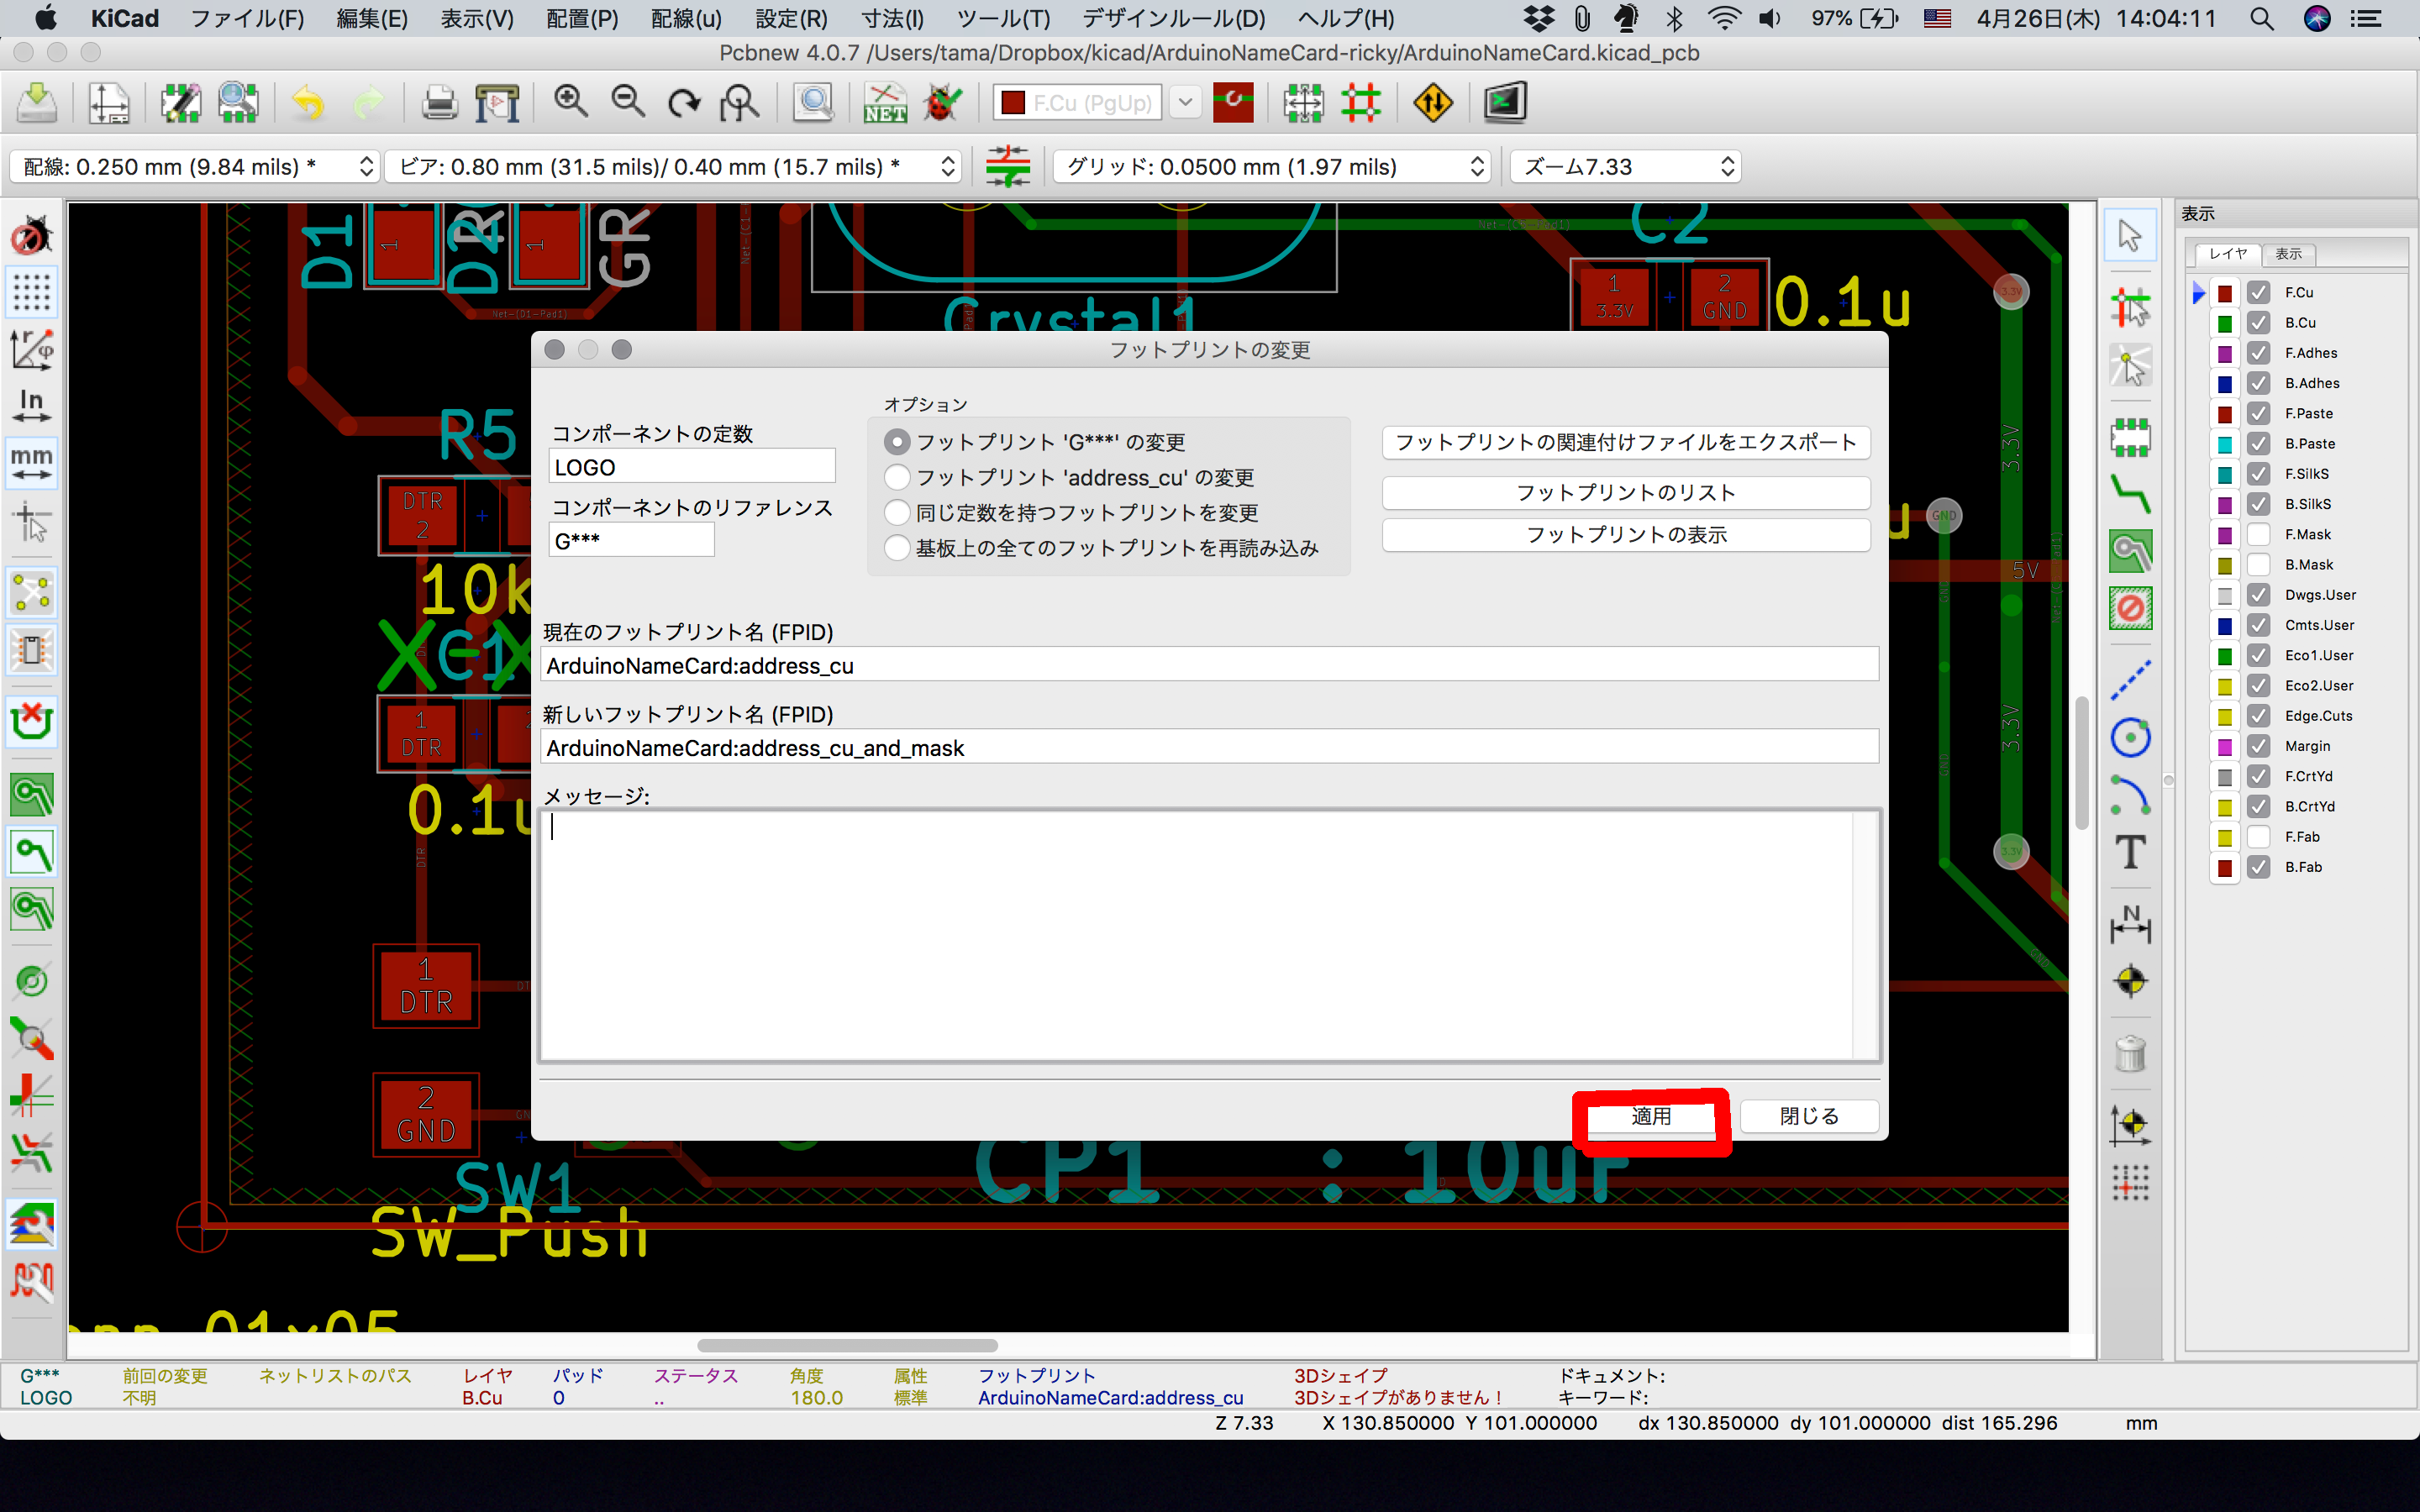 KiCad ファイル(F) 編集(E) 表示(V) 配置(P) 配線(u) 設定(R) 寸法(I) ツール(T) デザインルール(D) ヘルプ(H) 97% 4月26日(木) 14:04:11
Pcbnew 4.0.7 /Users/tama/Dropbox/kicad/ArduinoNameCard-ricky/ArduinoNameCard.kicad_pcb
NET F.Cu (PgUp)
配線: 0.250 mm (9.84 mils) * ビア: 0.80 mm (31.5 mils)/ 0.40 mm (15.7 mils) * グリッド: 0.0500 mm (1.97 mils) ズーム7.33
In
mm
D1 1 D2 1 GR
Net-(D1-Pad1)
Crystal1
C2
1 3.3V 2 GND 0.1u
3.3V
R5
DTR 2
10k
C1
1 DTR
0.1u
DTR
1 DTR
2 GND
SW1
SW_Push
CP1 : 10uF
01x05
GND
5V
3.3V
3.3V
3.3V
GND
フットプリントの変更
コンポーネントの定数
LOGO
コンポーネントのリファレンス
G***
オプション
フットプリント 'G***' の変更
フットプリント 'address_cu' の変更
同じ定数を持つフットプリントを変更
基板上の全てのフットプリントを再読み込み
フットプリントの関連付けファイルをエクスポート
フットプリントのリスト
フットプリントの表示
現在のフットプリント名 (FPID)
ArduinoNameCard:address_cu
新しいフットプリント名 (FPID)
ArduinoNameCard:address_cu_and_mask
メッセージ:
適用 閉じる
T
N
表示
レイヤ 表示
F.Cu
B.Cu
F.Adhes
B.Adhes
F.Paste
B.Paste
F.SilkS
B.SilkS
F.Mask
B.Mask
Dwgs.User
Cmts.User
Eco1.User
Eco2.User
Edge.Cuts
Margin
F.CrtYd
B.CrtYd
F.Fab
B.Fab
G*** 前回の変更 ネットリストのパス レイヤ パッド ステータス 角度 属性 フットプリント 3Dシェイプ ドキュメント:
LOGO 不明 B.Cu 0 .. 180.0 標準 ArduinoNameCard:address_cu 3Dシェイプがありません！ キーワード:
Z 7.33 X 130.850000 Y 101.000000 dx 130.850000 dy 101.000000 dist 165.296 mm